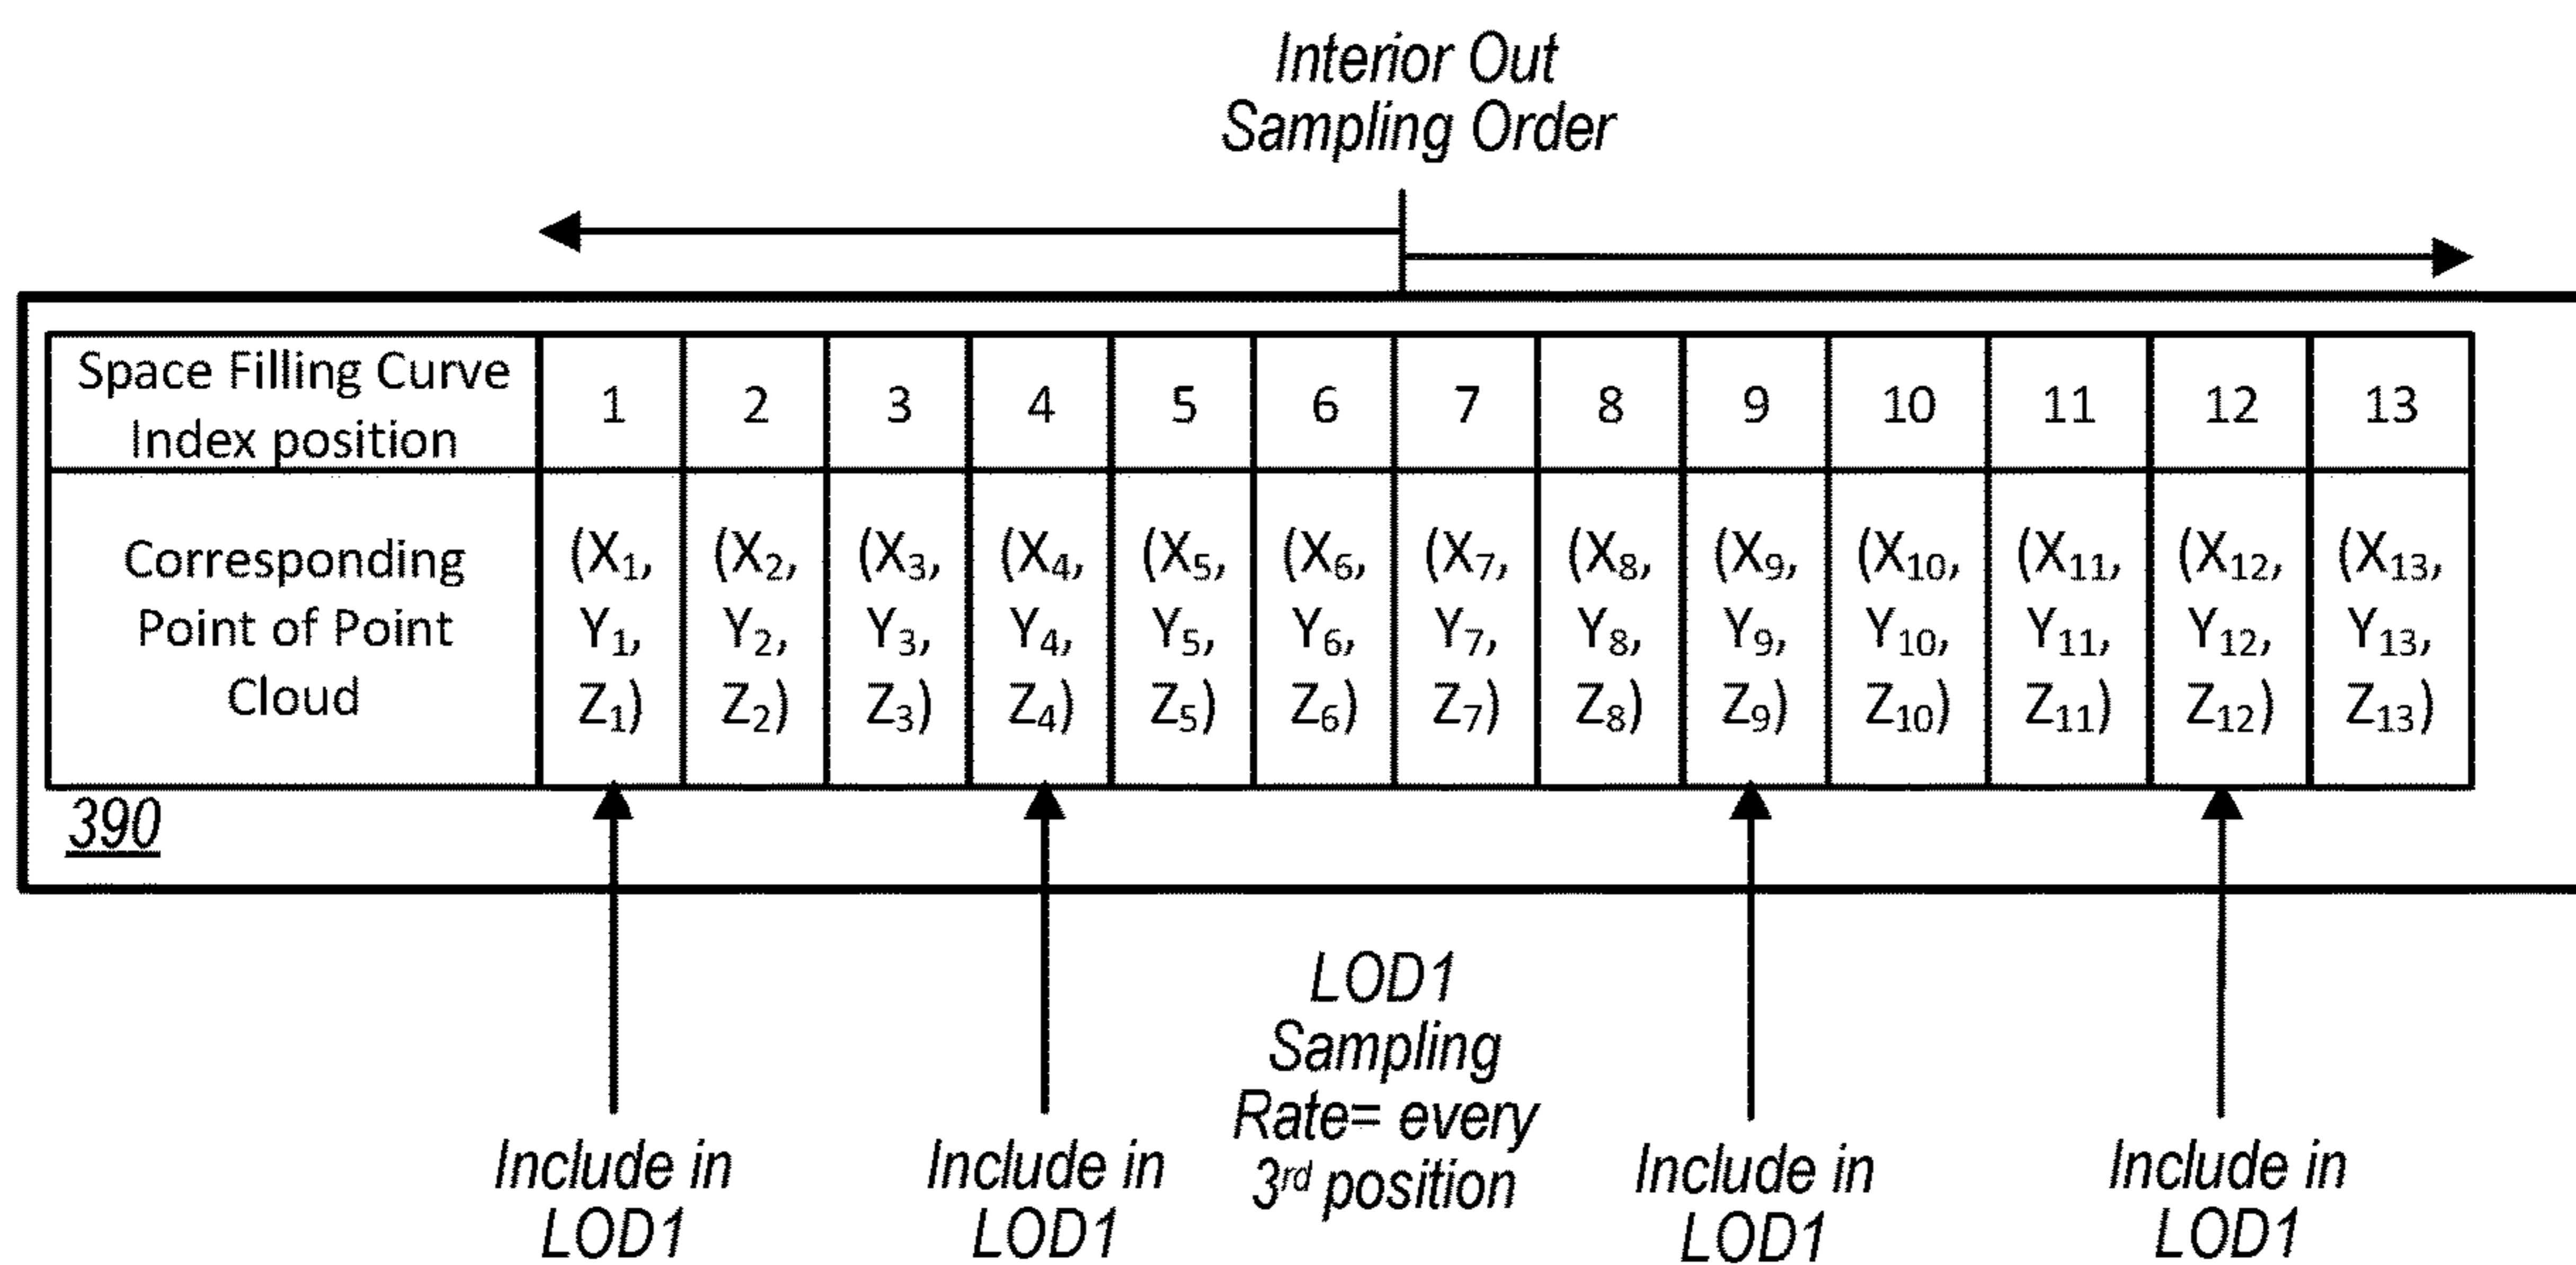 Interior Out
Sampling Order
Space Filling Curve
Index position
1 2 3 4 5 6 7 8 9 10 11 12 13
Corresponding
Point of Point
Cloud
(X₁, (X₂, (X₃, (X₄, (X₅, (X₆, (X₇, (X₈, (X₉, (X₁₀, (X₁₁, (X₁₂, (X₁₃,
Y₁, Y₂, Y₃, Y₄, Y₅, Y₆, Y₇, Y₈, Y₉, Y₁₀, Y₁₁, Y₁₂, Y₁₃,
Z₁) Z₂) Z₃) Z₄) Z₅) Z₆) Z₇) Z₈) Z₉) Z₁₀) Z₁₁) Z₁₂) Z₁₃)
390
Include in
LOD1
Include in
LOD1
LOD1
Sampling
Rate= every
3rd position
Include in
LOD1
Include in
LOD1